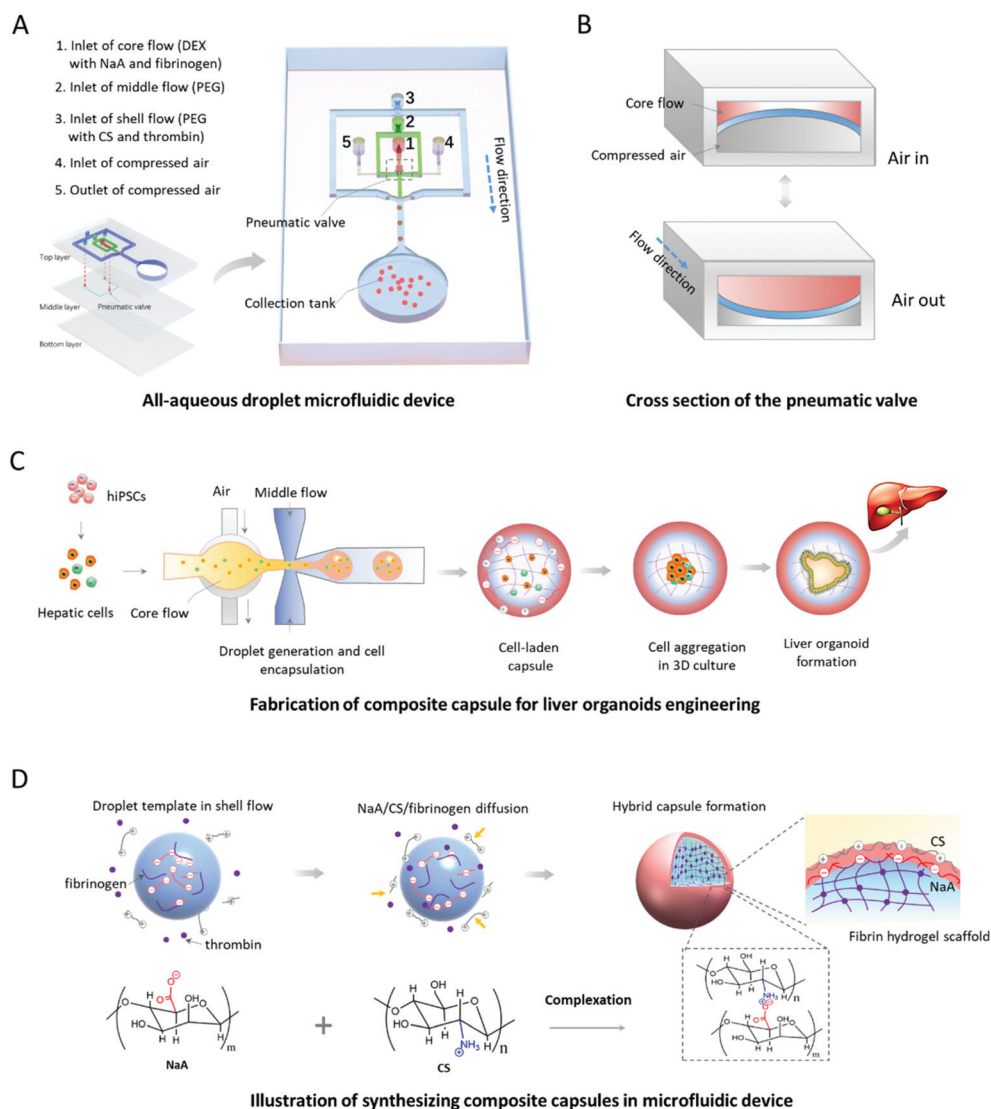 A
1. Inlet of core flow (DEX
with NaA and fibrinogen)
2. Inlet of middle flow (PEG)
3. Inlet of shell flow (PEG
with CS and thrombin)
4. Inlet of compressed air
5. Outlet of compressed air
Top layer
Middle layer
Pneumatic valve
Bottom layer
3
2
5
1
4
Flow direction
Pneumatic valve
Collection tank
All-aqueous droplet microfluidic device
B
Core flow
Compressed air
Air in
Flow direction
Air out
Cross section of the pneumatic valve
C
hiPSCs
Hepatic cells
Air
Middle flow
Core flow
Droplet generation and cell
encapsulation
Cell-laden
capsule
Cell aggregation
in 3D culture
Liver organoid
formation
Fabrication of composite capsule for liver organoids engineering
D
Droplet template in shell flow
fibrinogen
thrombin
NaA/CS/fibrinogen diffusion
Hybrid capsule formation
CS
NaA
Fibrin hydrogel scaffold
NaA
+
CS
Complexation
Illustration of synthesizing composite capsules in microfluidic device